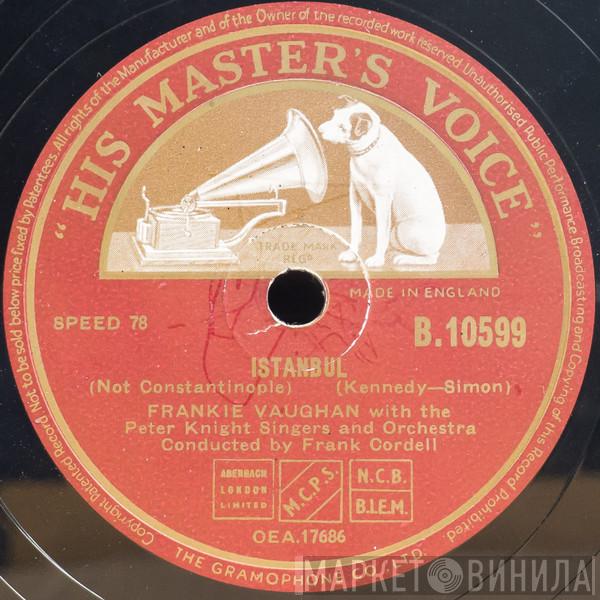 Copyright. Patented Record Not to be sold below price fixed by Patentees. All rights of the Manufacturer and of the Owner of the recorded work reserved. Unauthorised Public Performance, Broadcasting and Copying of this Record Prohibited.
"HIS MASTER'S VOICE"
TRADE MARK
REGD
MADE IN ENGLAND
SPEED 78
B.10599
ISTANBUL
(Not Constantinople) (Kennedy—Simon)
FRANKIE VAUGHAN with the
Peter Knight Singers and Orchestra
Conducted by Frank Cordell
ABERBACH
LONDON
LIMITED
M.C.P.S.
N.C.B.
B.I.E.M.
OEA.17686
THE GRAMOPHONE CO., LTD.
МАРКЕТ ВИНИЛА